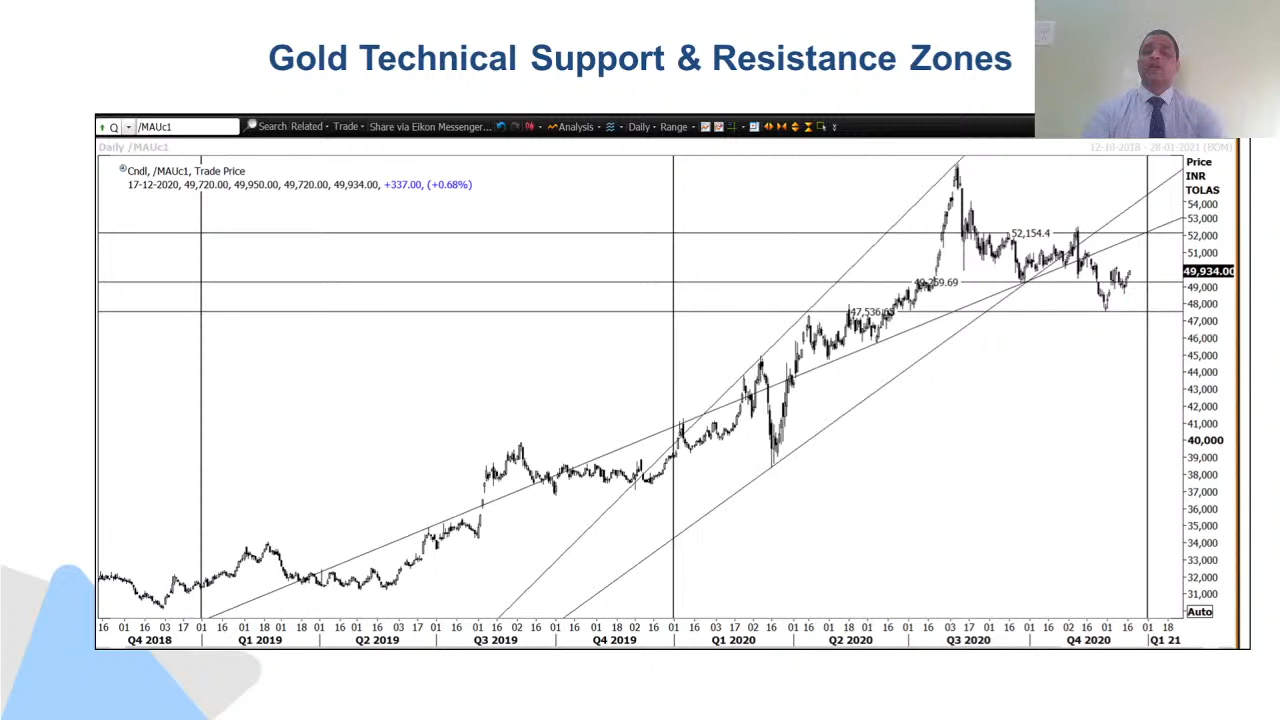 Gold Technical Support & Resistance Zones
Q /MAUc1 Search Related Trade Share via Eikon Messenger... Analysis Daily Range
Daily /MAUc1 12-10-2018 - 28-01-2021 (BOM)
Cndl, /MAUc1, Trade Price
17-12-2020, 49,720.00, 49,950.00, 49,720.00, 49,934.00, +337.00, (+0.68%)
Price
INR
TOLAS
54,000
53,000
52,154.4
52,000
51,000
49,934.00
49,000
48,000
47,000
46,000
45,000
44,000
43,000
42,000
41,000
40,000
39,000
38,000
37,000
36,000
35,000
34,000
33,000
32,000
31,000
Auto
16 01 16 03 16 01 16 01 18 01 18 01 16 02 16 03 17 01 16 01 16 02 16 01 16 01 18 02 16 01 16 03 17 02 16 01 16 04 18 01 16 01 16 03 17 01 16 01 16 02 16 01 16 01 18
Q4 2018 Q1 2019 Q2 2019 Q3 2019 Q4 2019 Q1 2020 Q2 2020 Q3 2020 Q4 2020 Q1 21